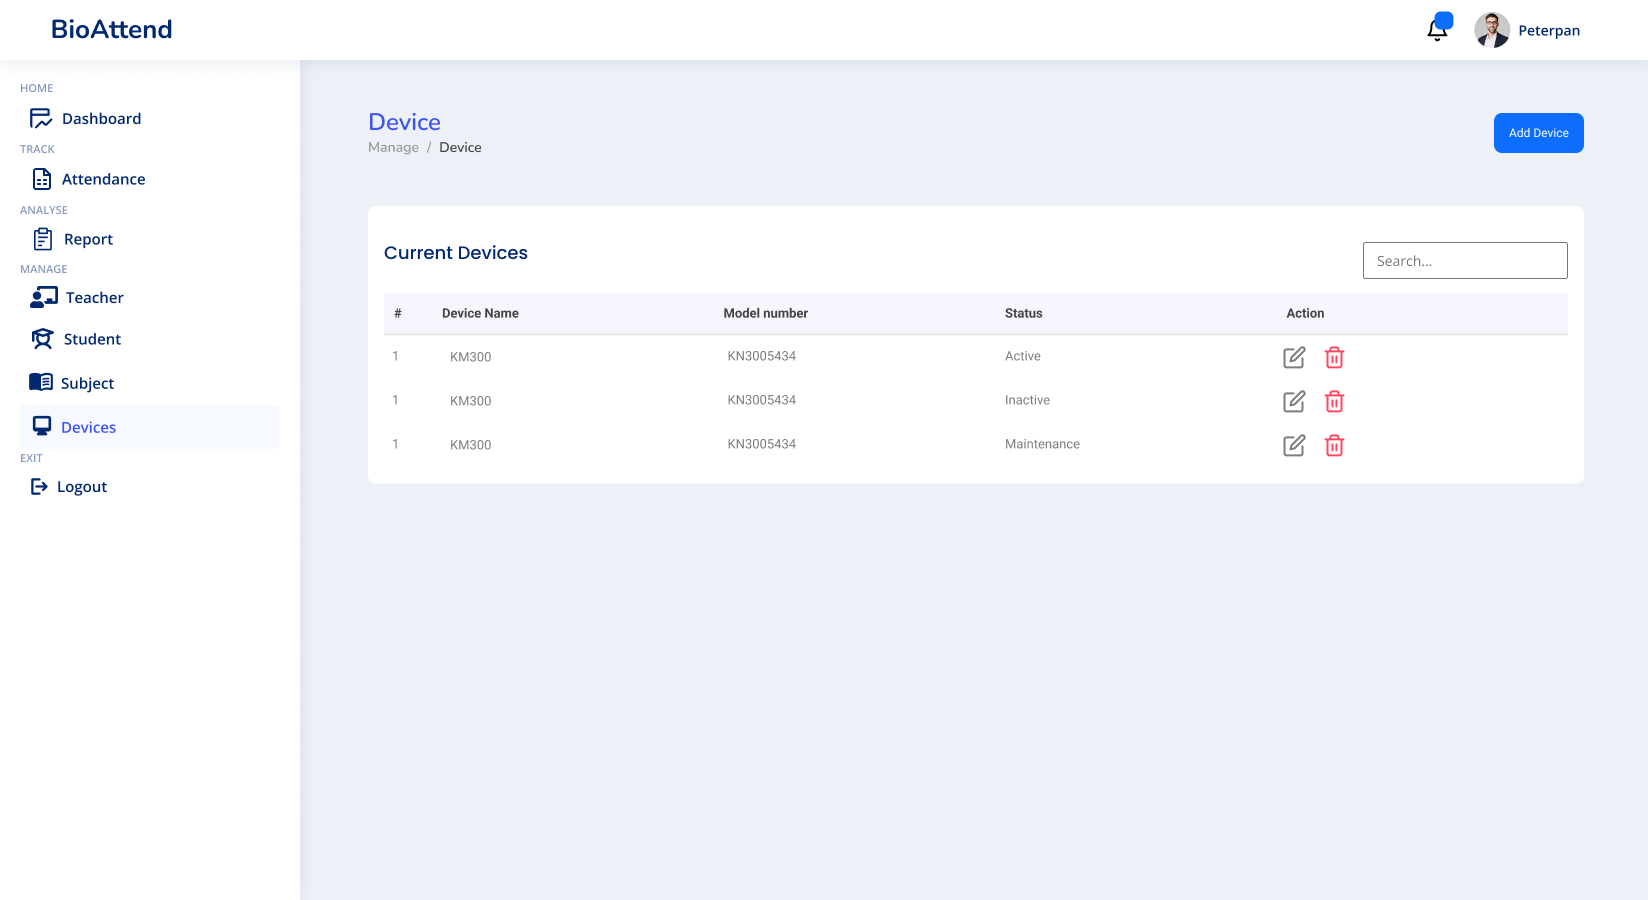 BioAttend
Peterpan
HOME
Dashboard
TRACK
Attendance
ANALYSE
Report
MANAGE
Teacher
Student
Subject
Devices
EXIT
Logout
Device
Manage / Device
Add Device
Current Devices
Search...
# Device Name Model number Status Action
1 KM300 KN3005434 Active
1 KM300 KN3005434 Inactive
1 KM300 KN3005434 Maintenance